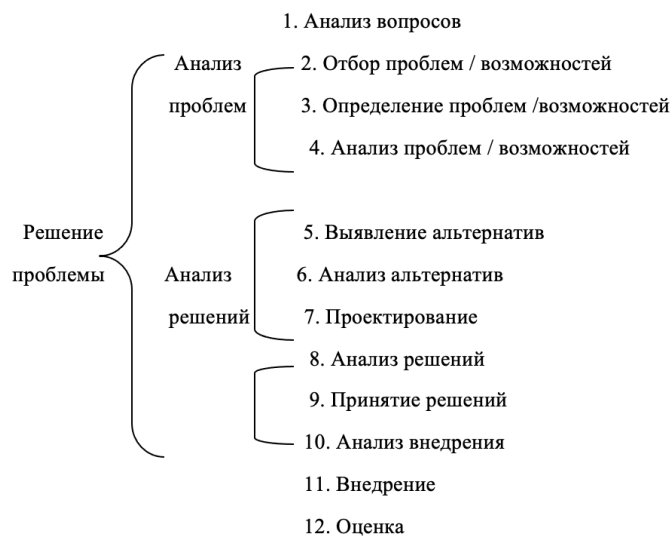 1. Анализ вопросов
Анализ
проблем
2. Отбор проблем / возможностей
3. Определение проблем /возможностей
4. Анализ проблем / возможностей
Решение
проблемы
Анализ
решений
5. Выявление альтернатив
6. Анализ альтернатив
7. Проектирование
8. Анализ решений
9. Принятие решений
10. Анализ внедрения
11. Внедрение
12. Оценка